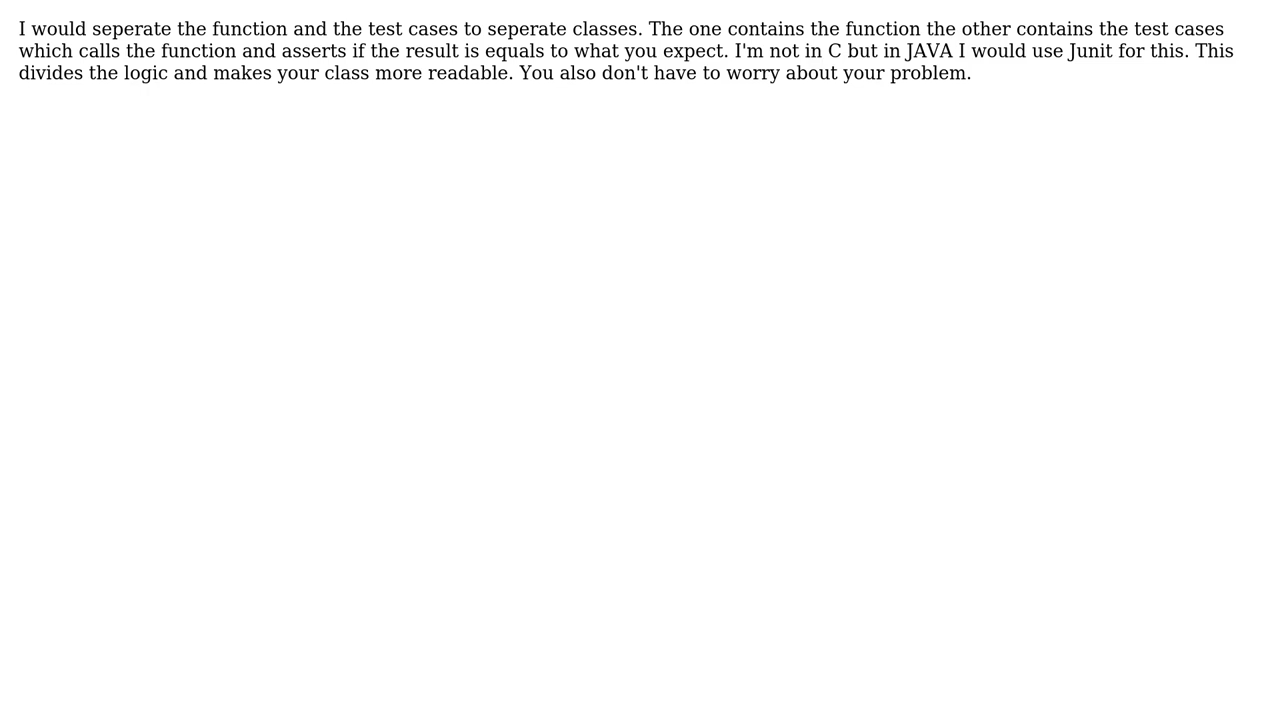 I would seperate the function and the test cases to seperate classes. The one contains the function the other contains the test cases
which calls the function and asserts if the result is equals to what you expect. I'm not in C but in JAVA I would use Junit for this. This
divides the logic and makes your class more readable. You also don't have to worry about your problem.